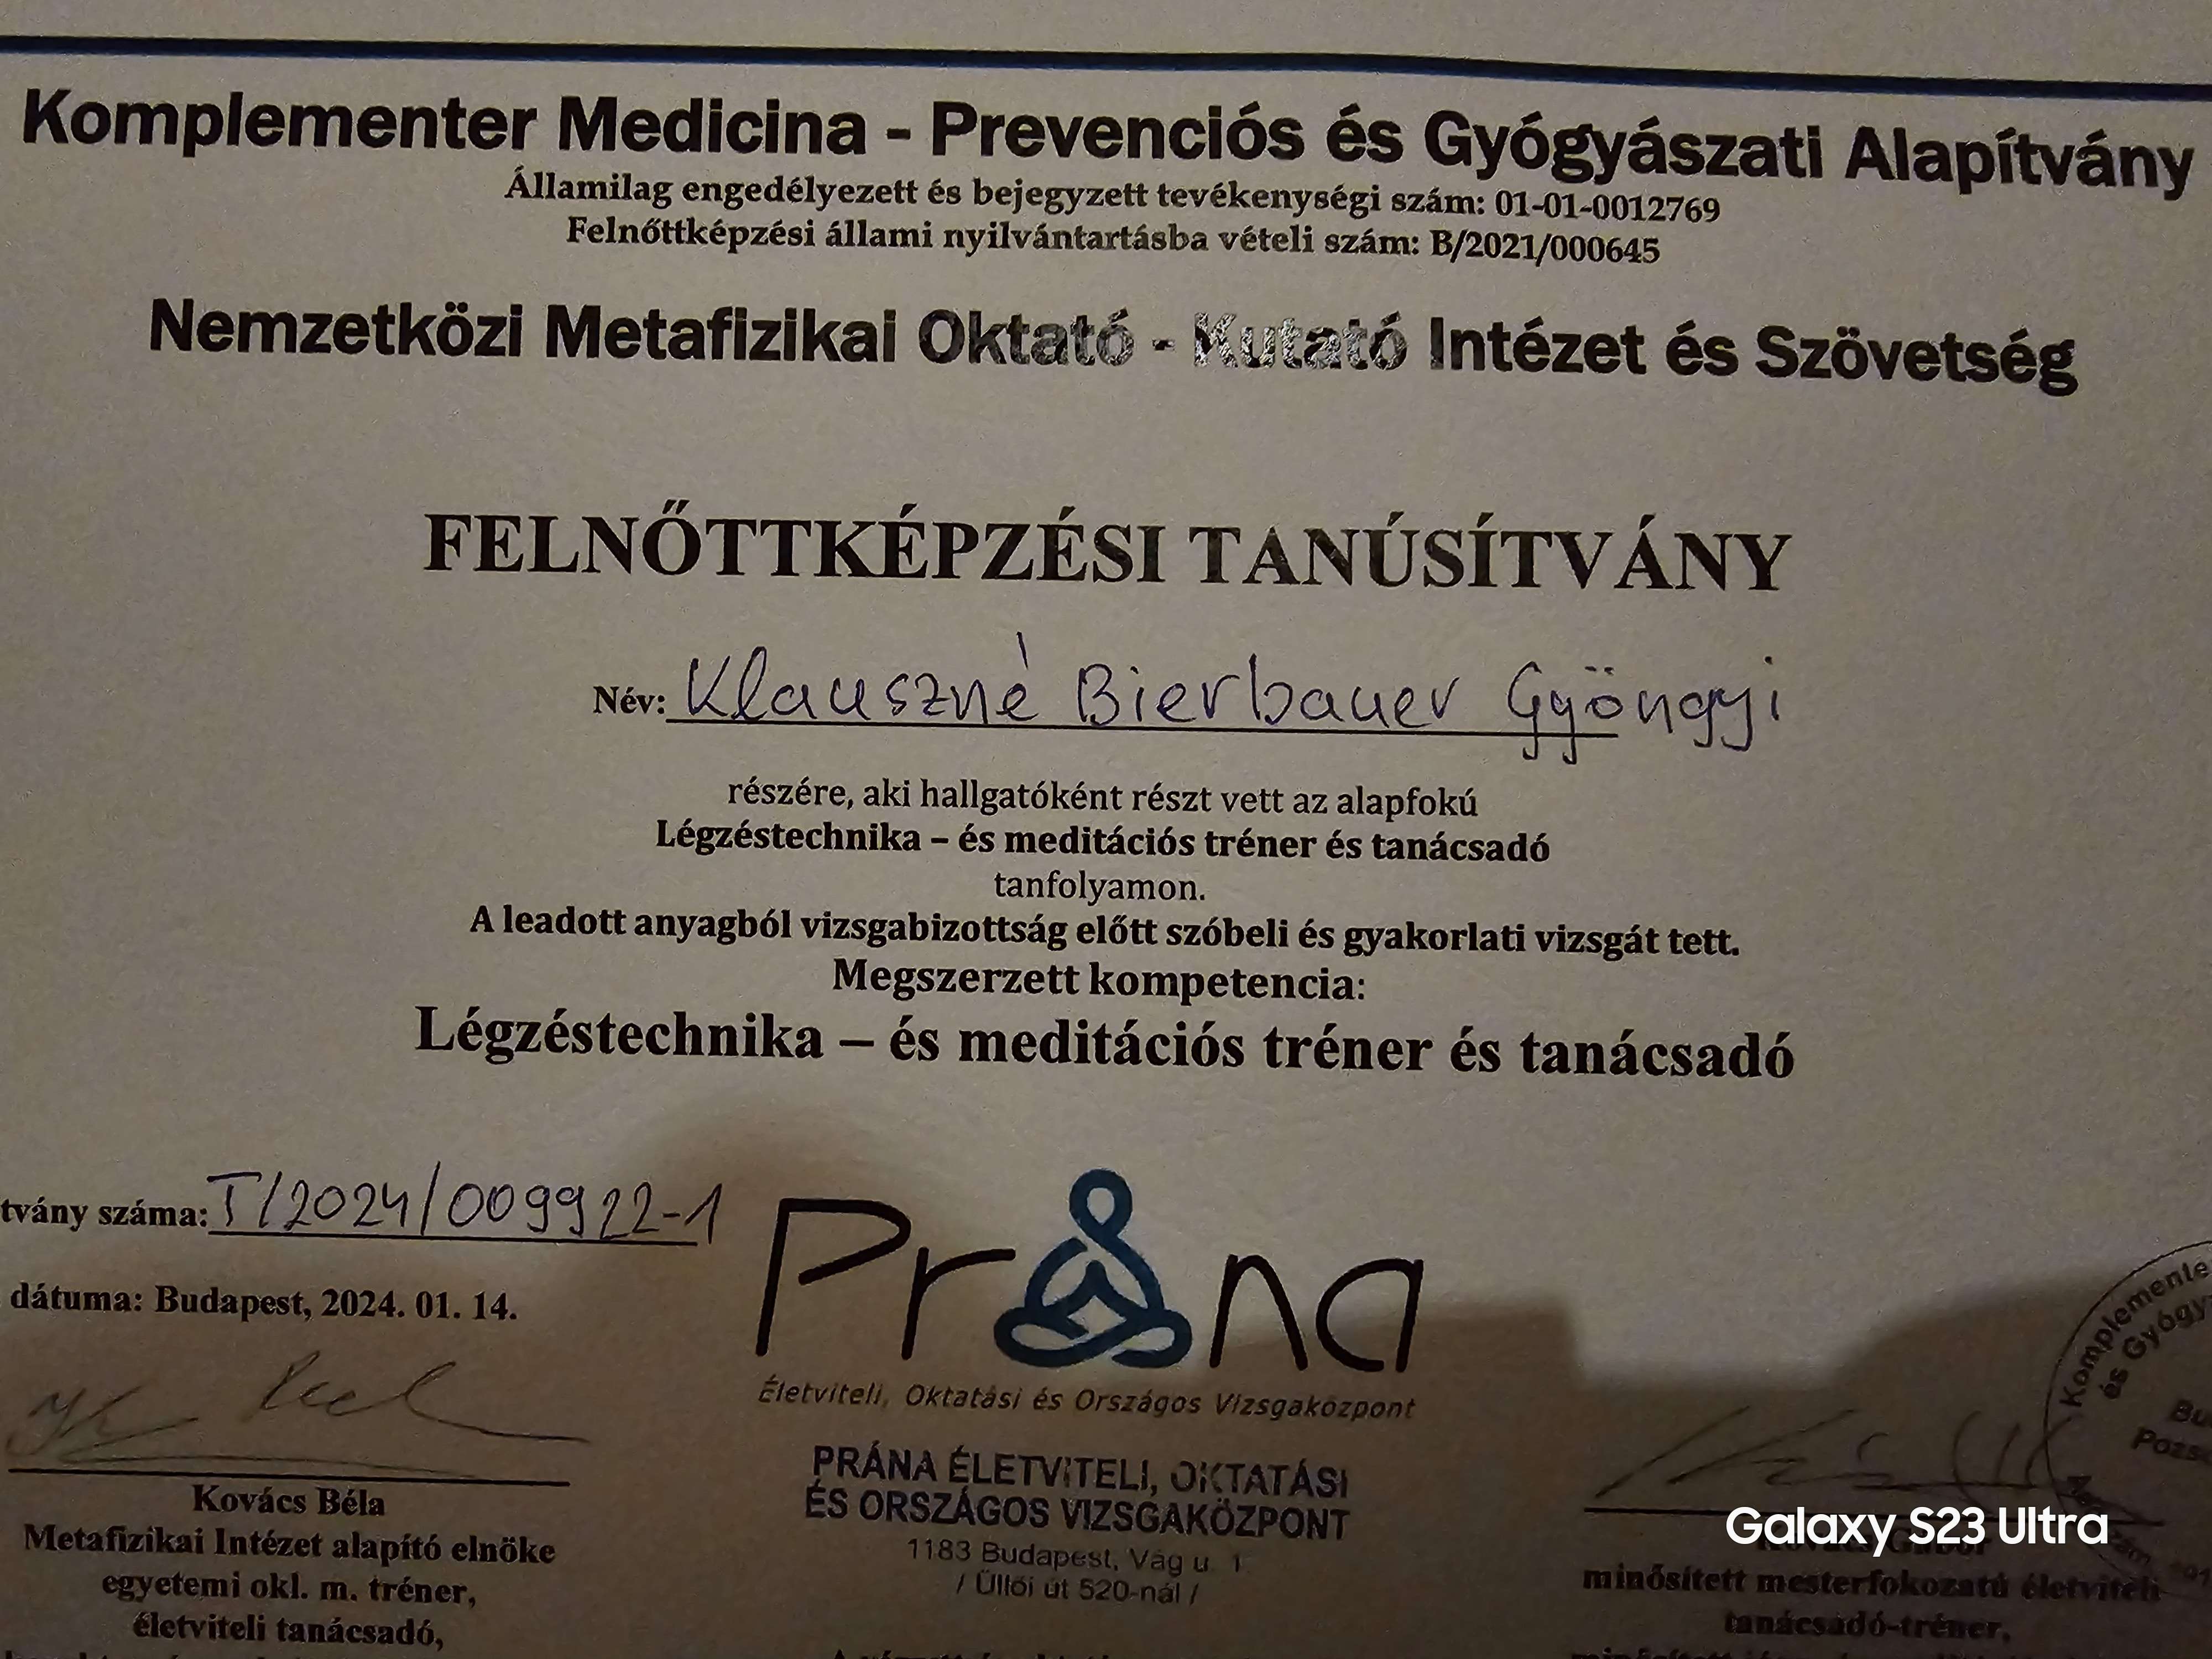 Komplementer Medicina - Prevenciós és Gyógyászati Alapítvány
Államilag engedélyezett és bejegyzett tevékenységi szám: 01-01-0012769
Felnőttképzési állami nyilvántartásba vételi szám: B/2021/000645
Nemzetközi Metafizikai Oktató - Kutató Intézet és Szövetség
FELNŐTTKÉPZÉSI TANÚSÍTVÁNY
Név: Klauszné Bierbauer Gyöngyi
részére, aki hallgatóként részt vett az alapfokú
Légzéstechnika – és meditációs tréner és tanácsadó
tanfolyamon.
A leadott anyagból vizsgabizottság előtt szóbeli és gyakorlati vizsgát tett.
Megszerzett kompetencia:
Légzéstechnika – és meditációs tréner és tanácsadó
tvány száma: T/2024/009922-1
dátuma: Budapest, 2024. 01. 14.
Prána
Életviteli, Oktatási és Országos Vizsgaközpont
PRÁNA ÉLETVITELI, OKTATÁSI
ÉS ORSZÁGOS VIZSGAKÖZPONT
1183 Budapest, Vág u. 1
/ Üllői út 520-nál /
Kovács Béla
Metafizikai Intézet alapító elnöke
egyetemi okl. m. tréner,
életviteli tanácsadó,
Komplemente
és Gyógy
Bu
Pozs
Galaxy S23 Ultra
minősített mesterfokozatú életviteli
tanácsadó-tréner,